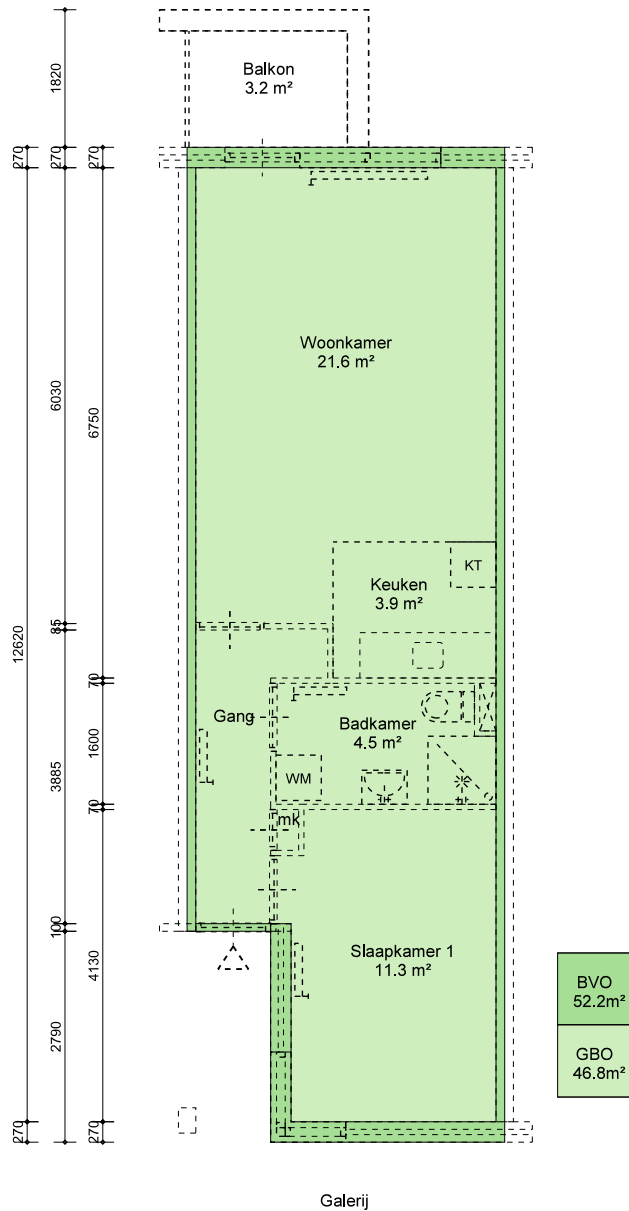 Balkon
3.2 m²
1820
270
270
270
Woonkamer
21.6 m²
6030
6750
12620
KT
Keuken
3.9 m²
85
70
Gang
Badkamer
4.5 m²
1600
3885
WM
70
mk
100
Slaapkamer 1
11.3 m²
4130
2790
BVO
52.2m²
GBO
46.8m²
270
270
Galerij